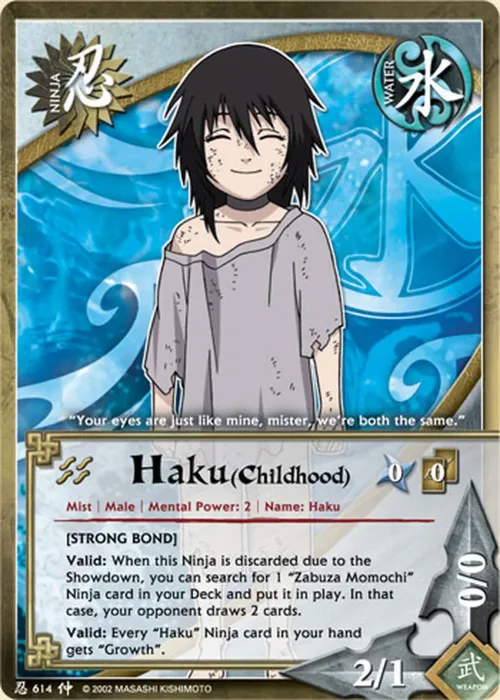 NINJA
忍
WATER
水
"Your eyes are just like mine, mister, we're both the same."
Haku (Childhood)
0
0
Mist | Male | Mental Power: 2 | Name: Haku
[STRONG BOND]
Valid: When this Ninja is discarded due to the
Showdown, you can search for 1 "Zabuza Momochi"
Ninja card in your Deck and put it in play. In that
case, your opponent draws 2 cards.
Valid: Every "Haku" Ninja card in your hand
gets "Growth".
0/0
2/1
武
WEAPON
忍 614 仲 © 2002 MASASHI KISHIMOTO